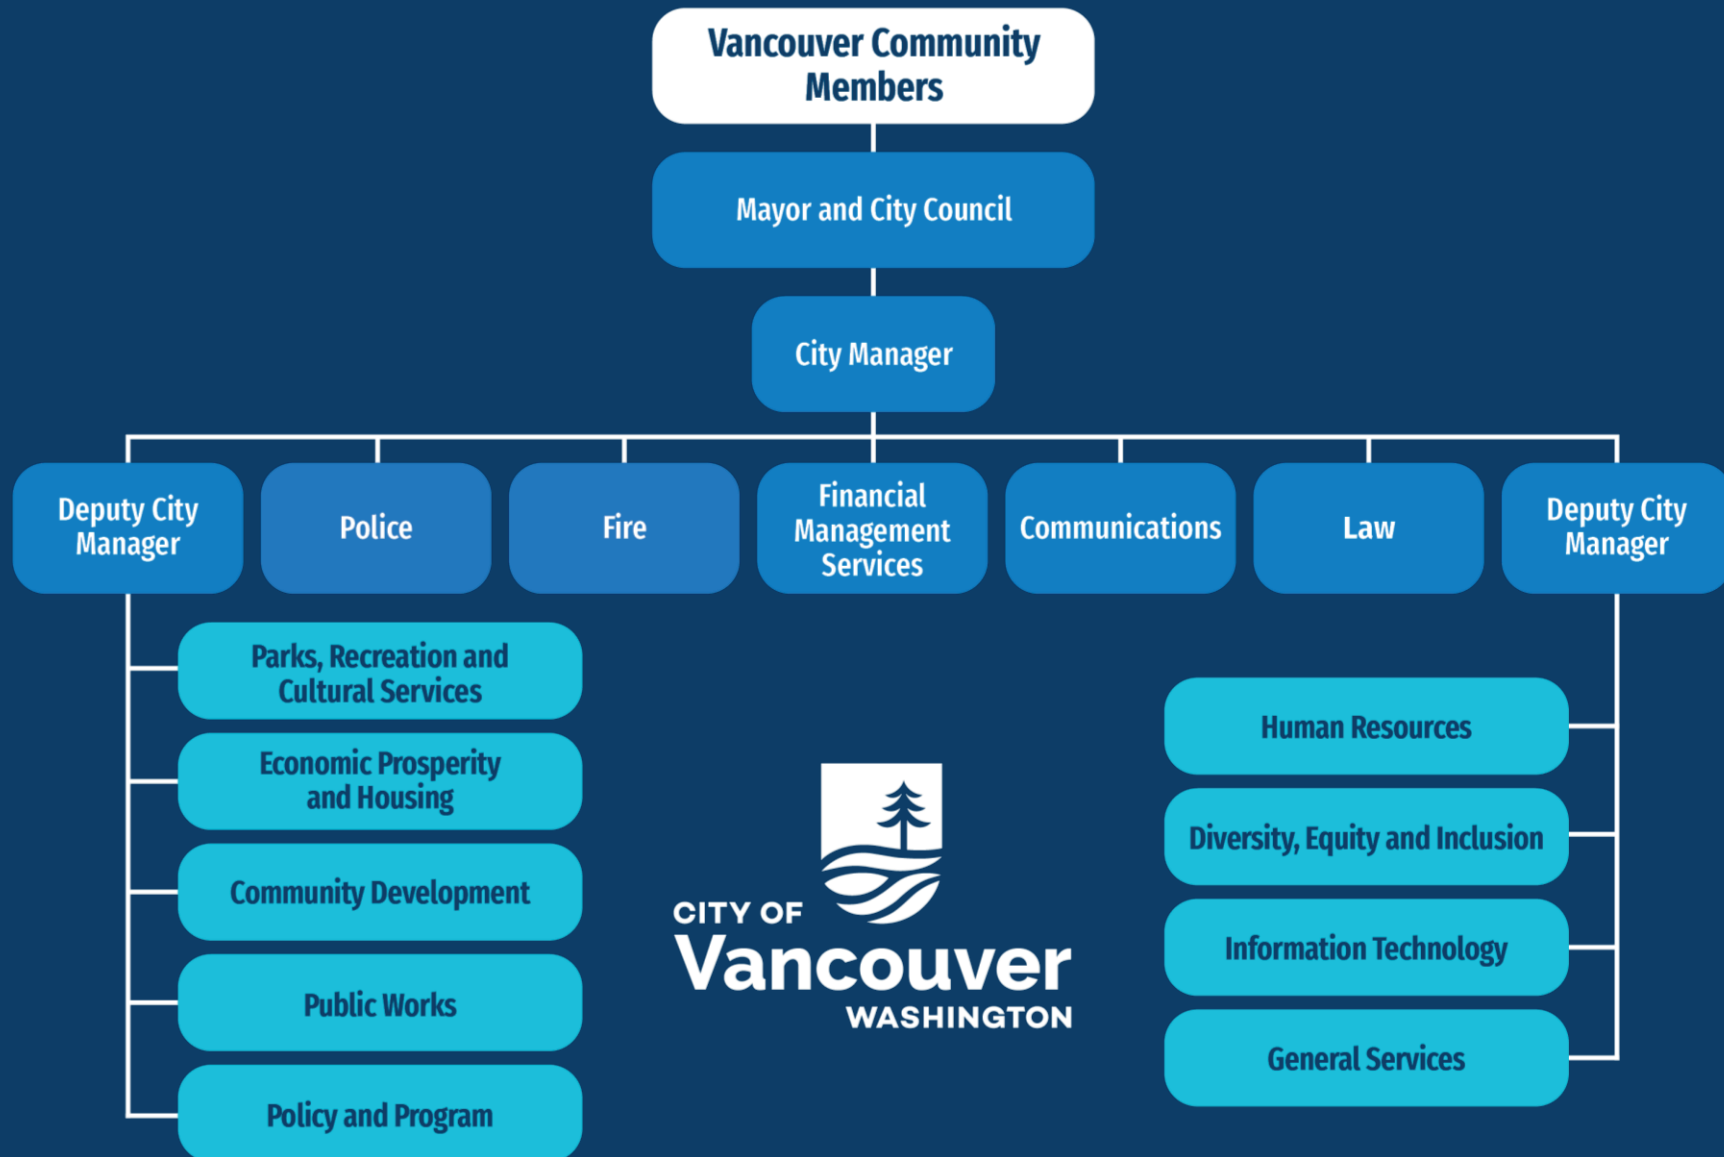 Vancouver Community
Members
Mayor and City Council
City Manager
Deputy City
Manager
Police
Fire
Financial
Management
Services
Communications
Law
Deputy City
Manager
Parks, Recreation and
Cultural Services
Economic Prosperity
and Housing
Community Development
Public Works
Policy and Program
Human Resources
Diversity, Equity and Inclusion
Information Technology
General Services
CITY OF
Vancouver
WASHINGTON